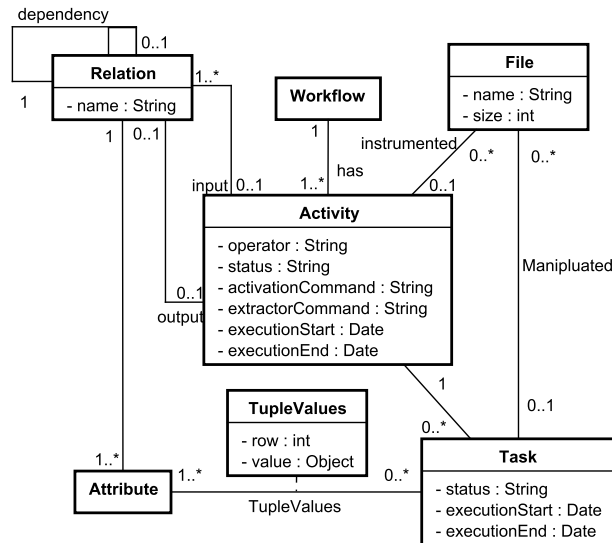 dependency
0..1
Relation
- name : String
1
1..*
Workflow
File
- name : String
- size : int
1
0..1
1
instrumented
0..*
0..*
has
1..*
input
0..1
0..1
Activity
- operator : String
- status : String
- activationCommand : String
- extractorCommand : String
- executionStart : Date
- executionEnd : Date
Manipluated
0..1
output
1
0..1
TupleValues
- row : int
- value : Object
0..*
Task
- status : String
- executionStart : Date
- executionEnd : Date
1..*
Attribute
1..*
0..*
TupleValues